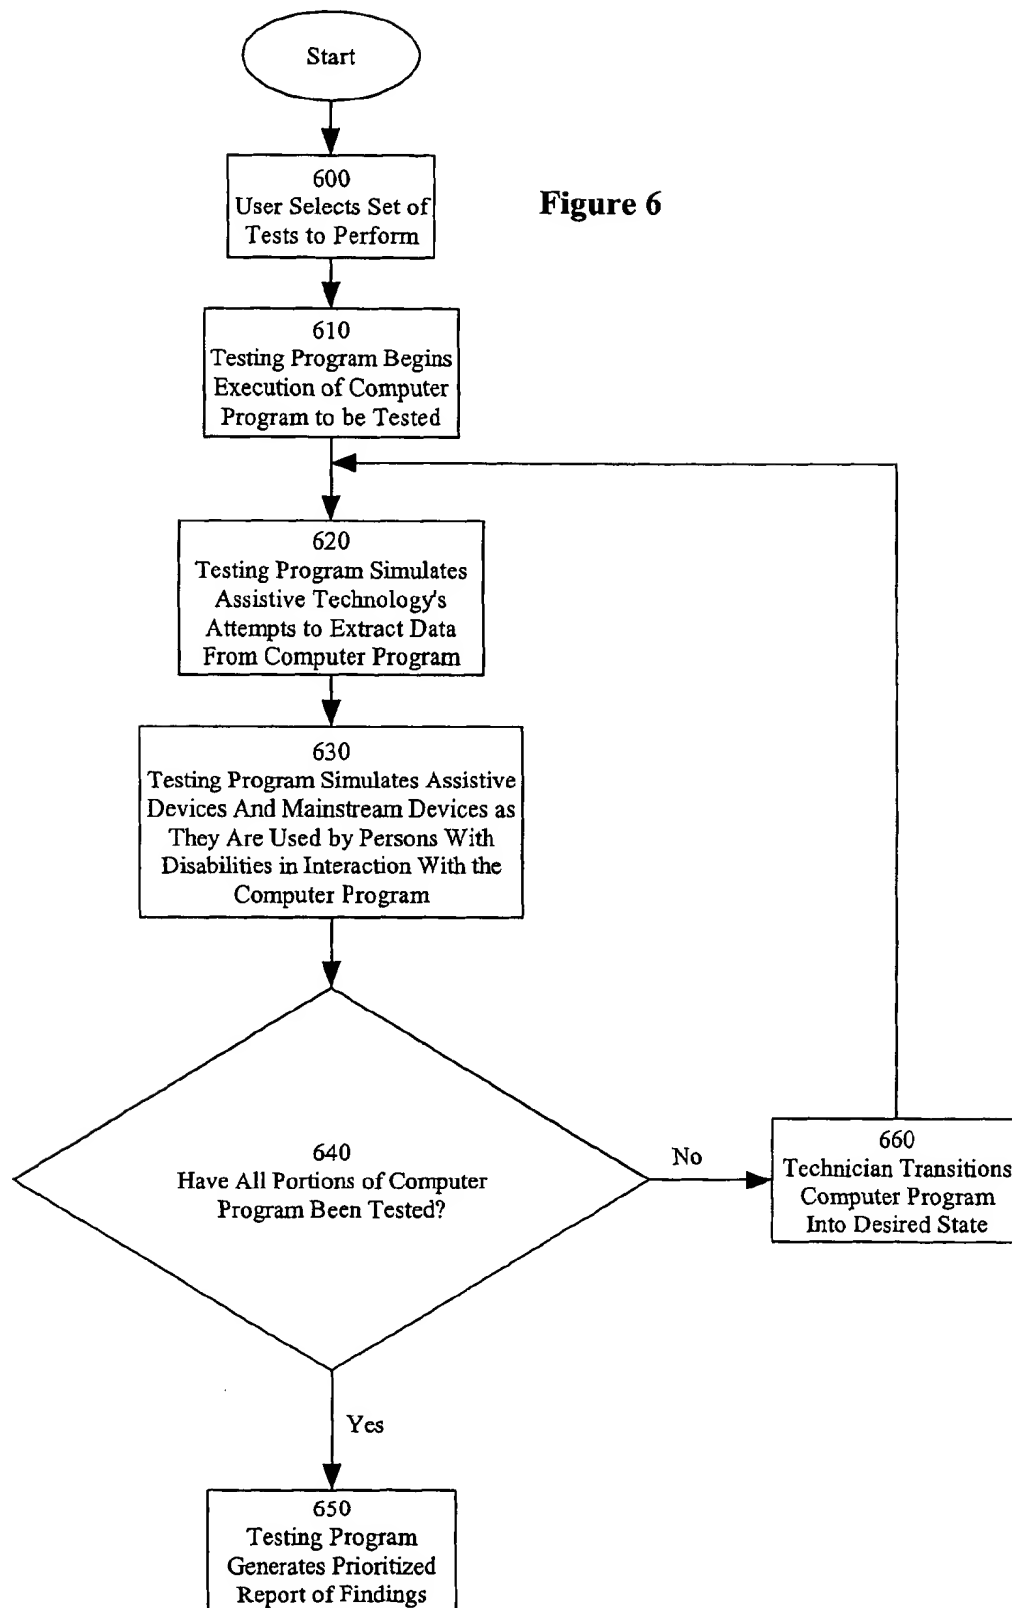 Start
600
User Selects Set of
Tests to Perform
Figure 6
610
Testing Program Begins
Execution of Computer
Program to be Tested
620
Testing Program Simulates
Assistive Technology's
Attempts to Extract Data
From Computer Program
630
Testing Program Simulates Assistive
Devices And Mainstream Devices as
They Are Used by Persons With
Disabilities in Interaction With the
Computer Program
640
Have All Portions of Computer
Program Been Tested?
No
660
Technician Transitions
Computer Program
Into Desired State
Yes
650
Testing Program
Generates Prioritized
Report of Findings